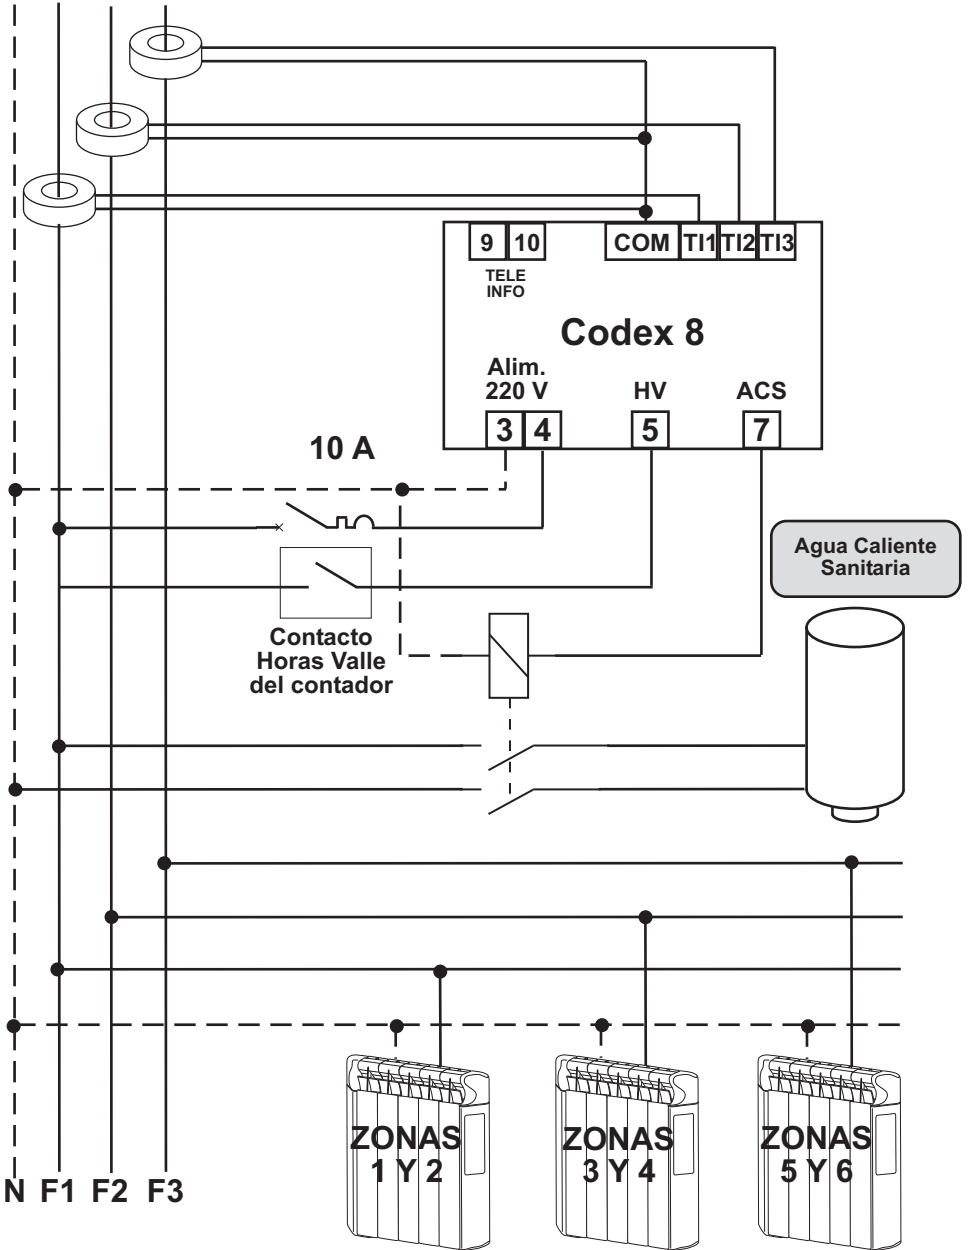 9 10 COM TI1 TI2 TI3
TELE
INFO
Codex 8
Alim.
220 V
HV
ACS
3 4 5 7
10 A
Agua Caliente
Sanitaria
Contacto
Horas Valle
del contador
ZONAS
1 Y 2
ZONAS
3 Y 4
ZONAS
5 Y 6
N F1 F2 F3